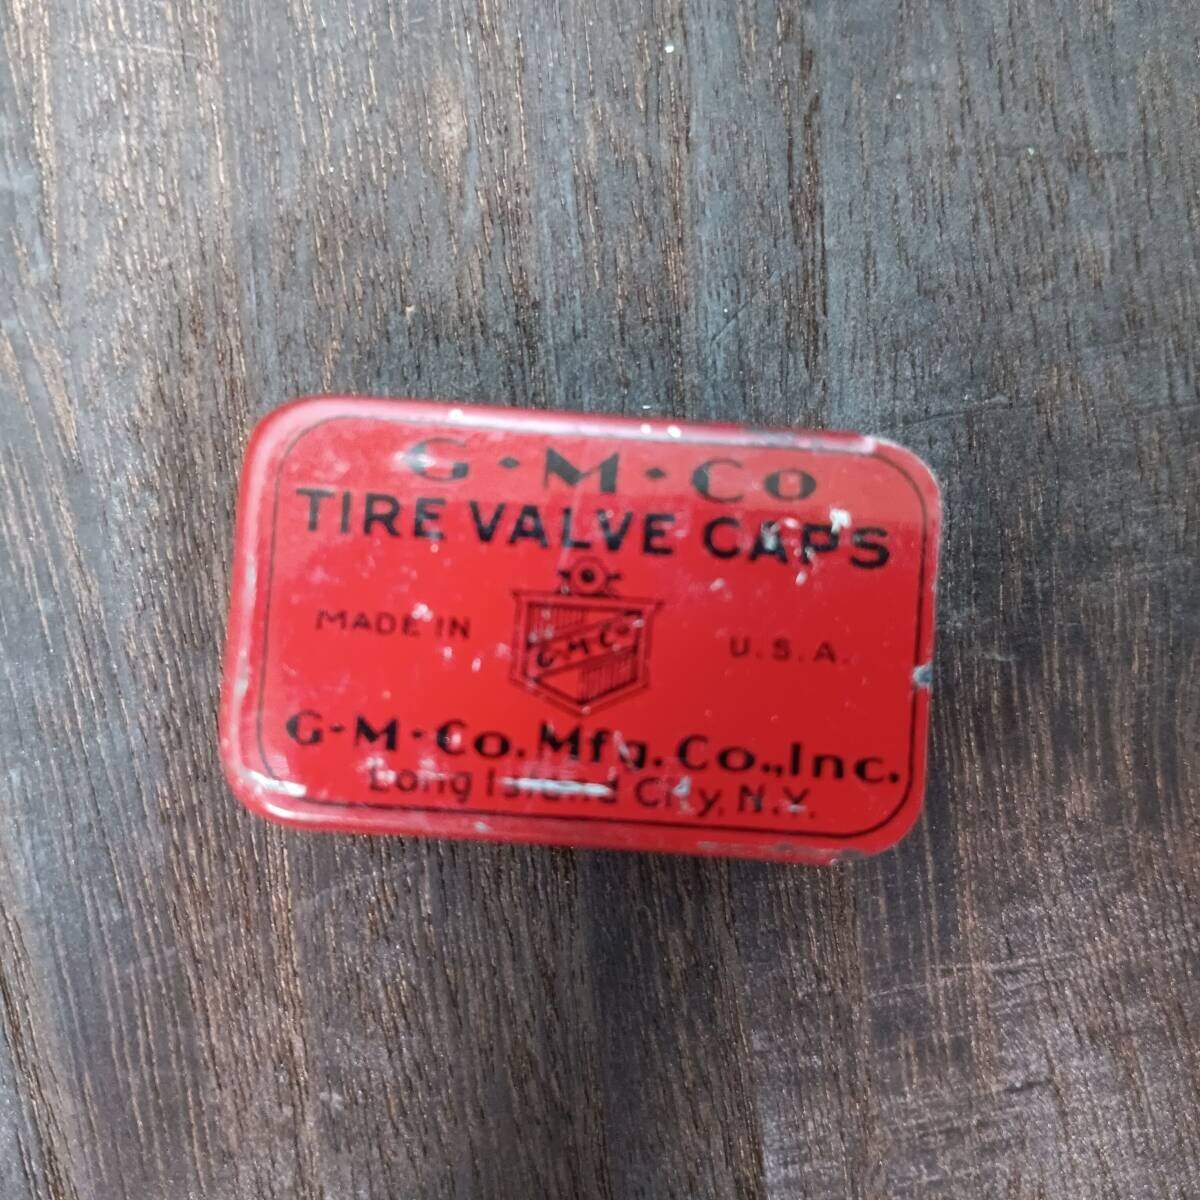 G·M·Co
TIRE VALVE CAPS
MADE IN U.S.A.
G·M·Co
G-M-Co. Mfg. Co., Inc.
Long Island City, N.Y.